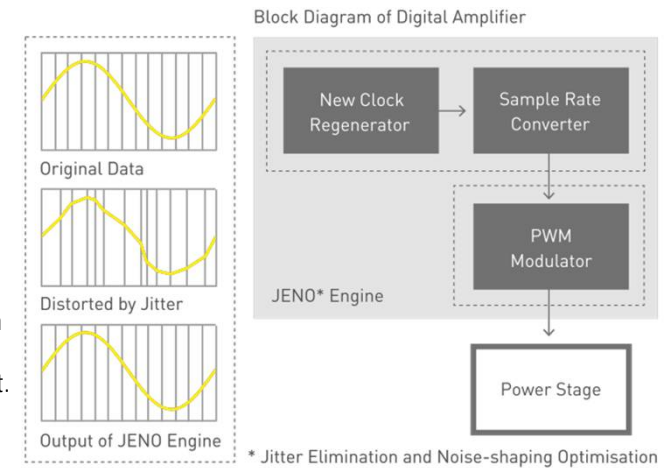 Block Diagram of Digital Amplifier
Original Data
Distorted by Jitter
Output of JENO Engine
New Clock
Regenerator
Sample Rate
Converter
PWM
Modulator
JENO* Engine
Power Stage
* Jitter Elimination and Noise-shaping Optimisation